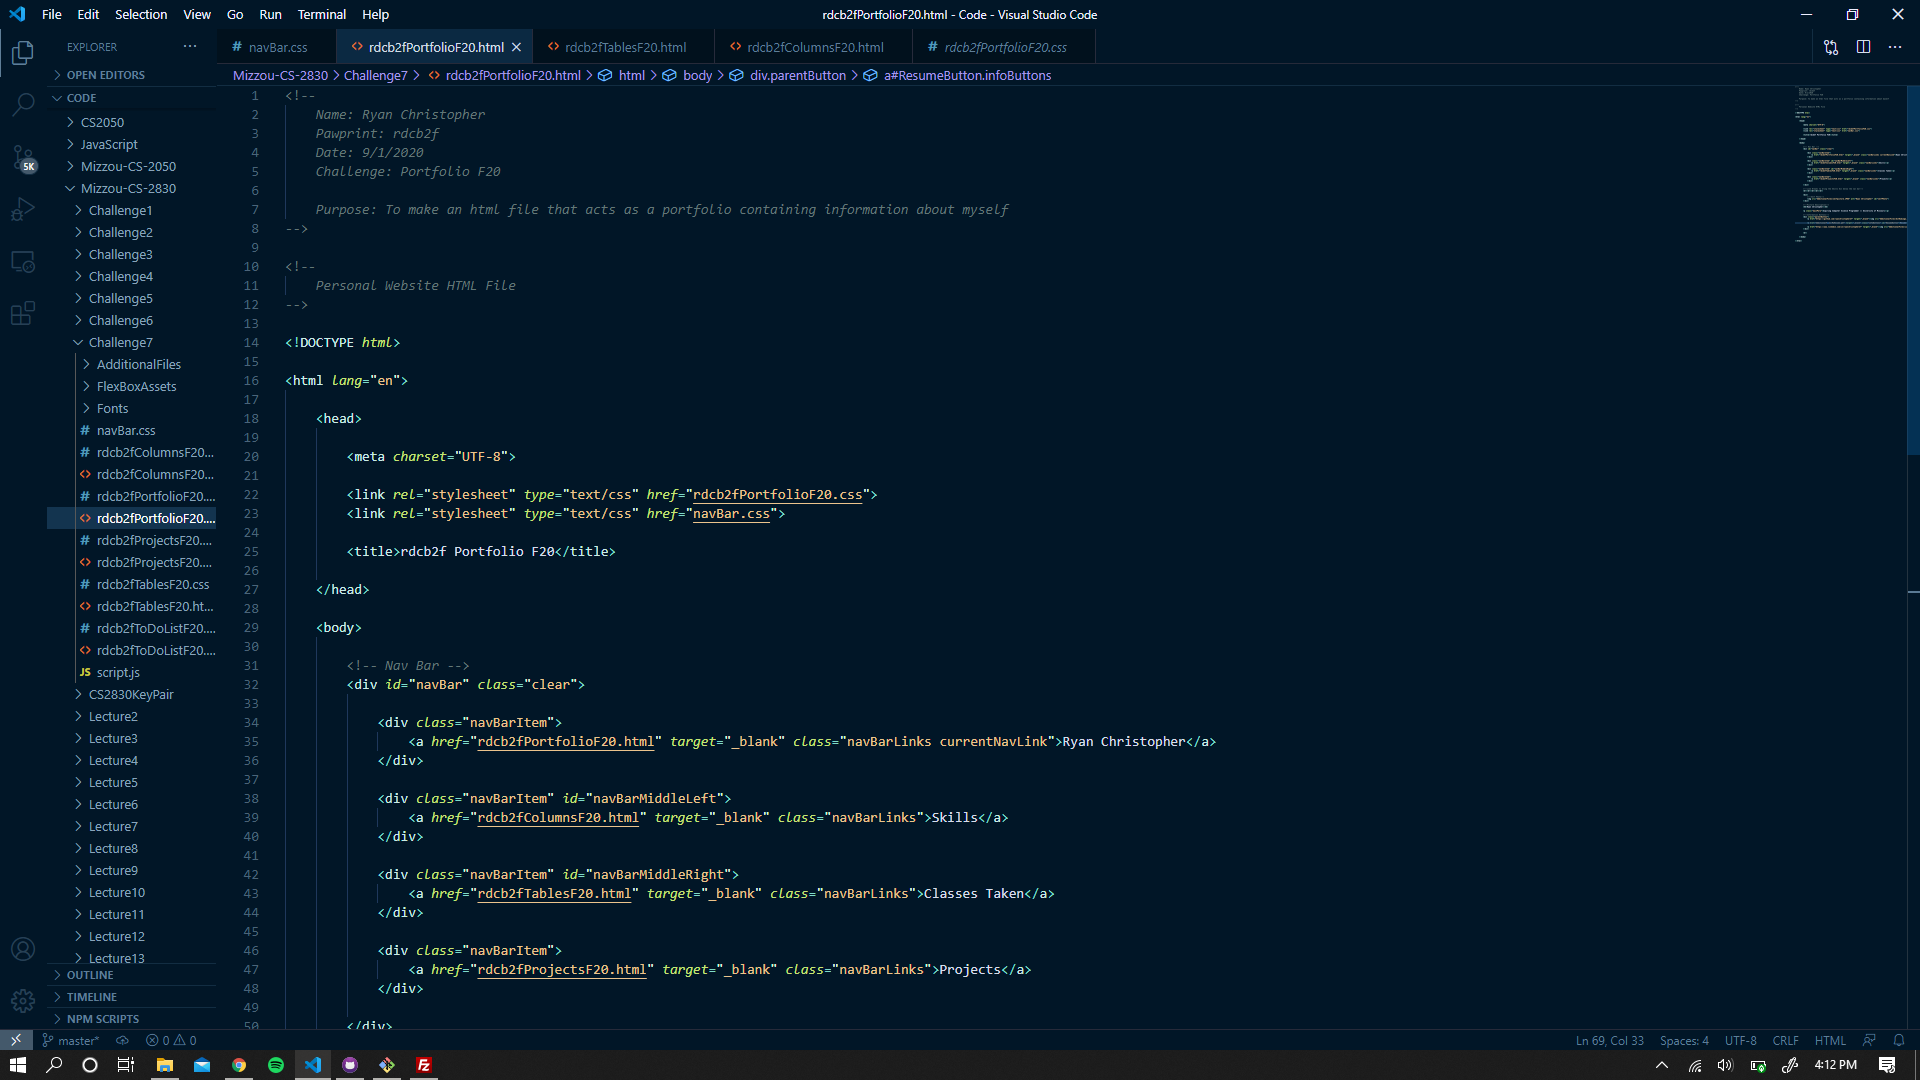 File Edit Selection View Go Run Terminal Help
rdcb2fPortfolioF20.html - Code - Visual Studio Code
EXPLORER
# navBar.css
<> rdcb2fPortfolioF20.html
<> rdcb2fTablesF20.html
<> rdcb2fColumnsF20.html
# rdcb2fPortfolioF20.css
Mizzou-CS-2830 > Challenge7 > <> rdcb2fPortfolioF20.html > html > body > div.parentButton > a#ResumeButton.infoButtons
OPEN EDITORS
CODE
CS2050
JavaScript
Mizzou-CS-2050
Mizzou-CS-2830
Challenge1
Challenge2
Challenge3
Challenge4
Challenge5
Challenge6
Challenge7
AdditionalFiles
FlexBoxAssets
Fonts
# navBar.css
# rdcb2fColumnsF20...
<> rdcb2fColumnsF20...
# rdcb2fPortfolioF20....
<> rdcb2fPortfolioF20....
# rdcb2fProjectsF20....
<> rdcb2fProjectsF20....
# rdcb2fTablesF20.css
<> rdcb2fTablesF20.ht...
# rdcb2fToDoListF20....
<> rdcb2fToDoListF20....
JS script.js
CS2830KeyPair
Lecture2
Lecture3
Lecture4
Lecture5
Lecture6
Lecture7
Lecture8
Lecture9
Lecture10
Lecture11
Lecture12
Lecture13
OUTLINE
TIMELINE
NPM SCRIPTS
5K
1 <!--
2 Name: Ryan Christopher
3 Pawprint: rdcb2f
4 Date: 9/1/2020
5 Challenge: Portfolio F20
6
7 Purpose: To make an html file that acts as a portfolio containing information about myself
8 -->
9
10 <!--
11 Personal Website HTML File
12 -->
13
14 <!DOCTYPE html>
15
16 <html lang="en">
17
18 <head>
19
20 <meta charset="UTF-8">
21
22 <link rel="stylesheet" type="text/css" href="rdcb2fPortfolioF20.css">
23 <link rel="stylesheet" type="text/css" href="navBar.css">
24
25 <title>rdcb2f Portfolio F20</title>
26
27 </head>
28
29 <body>
30
31 <!-- Nav Bar -->
32 <div id="navBar" class="clear">
33
34 <div class="navBarItem">
35 <a href="rdcb2fPortfolioF20.html" target="_blank" class="navBarLinks currentNavLink">Ryan Christopher</a>
36 </div>
37
38 <div class="navBarItem" id="navBarMiddleLeft">
39 <a href="rdcb2fColumnsF20.html" target="_blank" class="navBarLinks">Skills</a>
40 </div>
41
42 <div class="navBarItem" id="navBarMiddleRight">
43 <a href="rdcb2fTablesF20.html" target="_blank" class="navBarLinks">Classes Taken</a>
44 </div>
45
46 <div class="navBarItem">
47 <a href="rdcb2fProjectsF20.html" target="_blank" class="navBarLinks">Projects</a>
48 </div>
49
50 </div>
master* 0 0
Ln 69, Col 33 Spaces: 4 UTF-8 CRLF HTML
4:12 PM